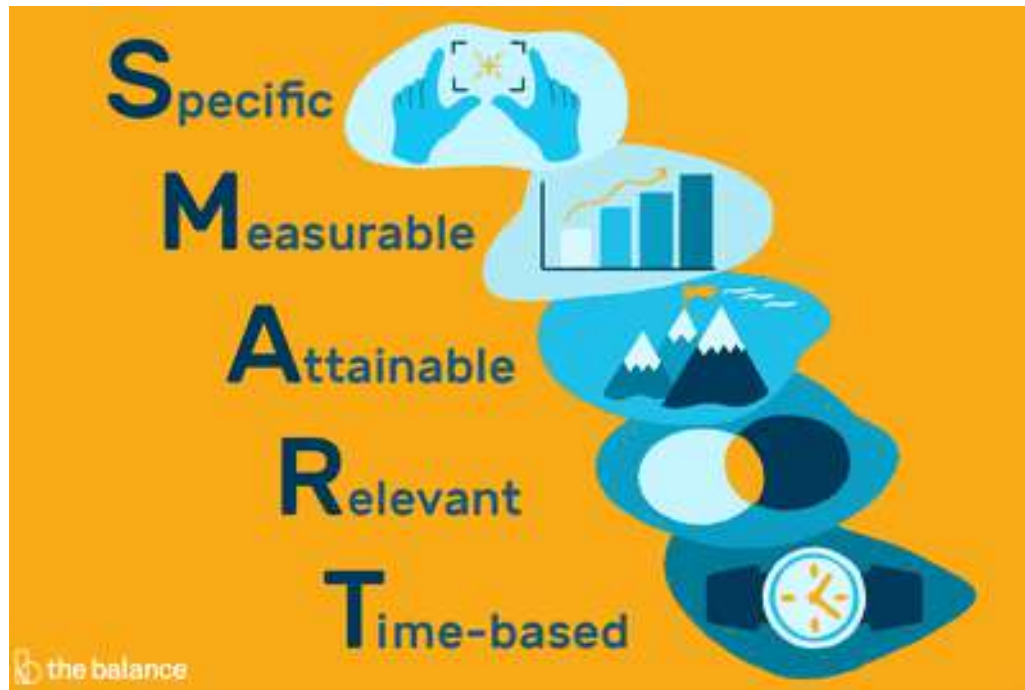 Specific
Measurable
Attainable
Relevant
Time-based
the balance